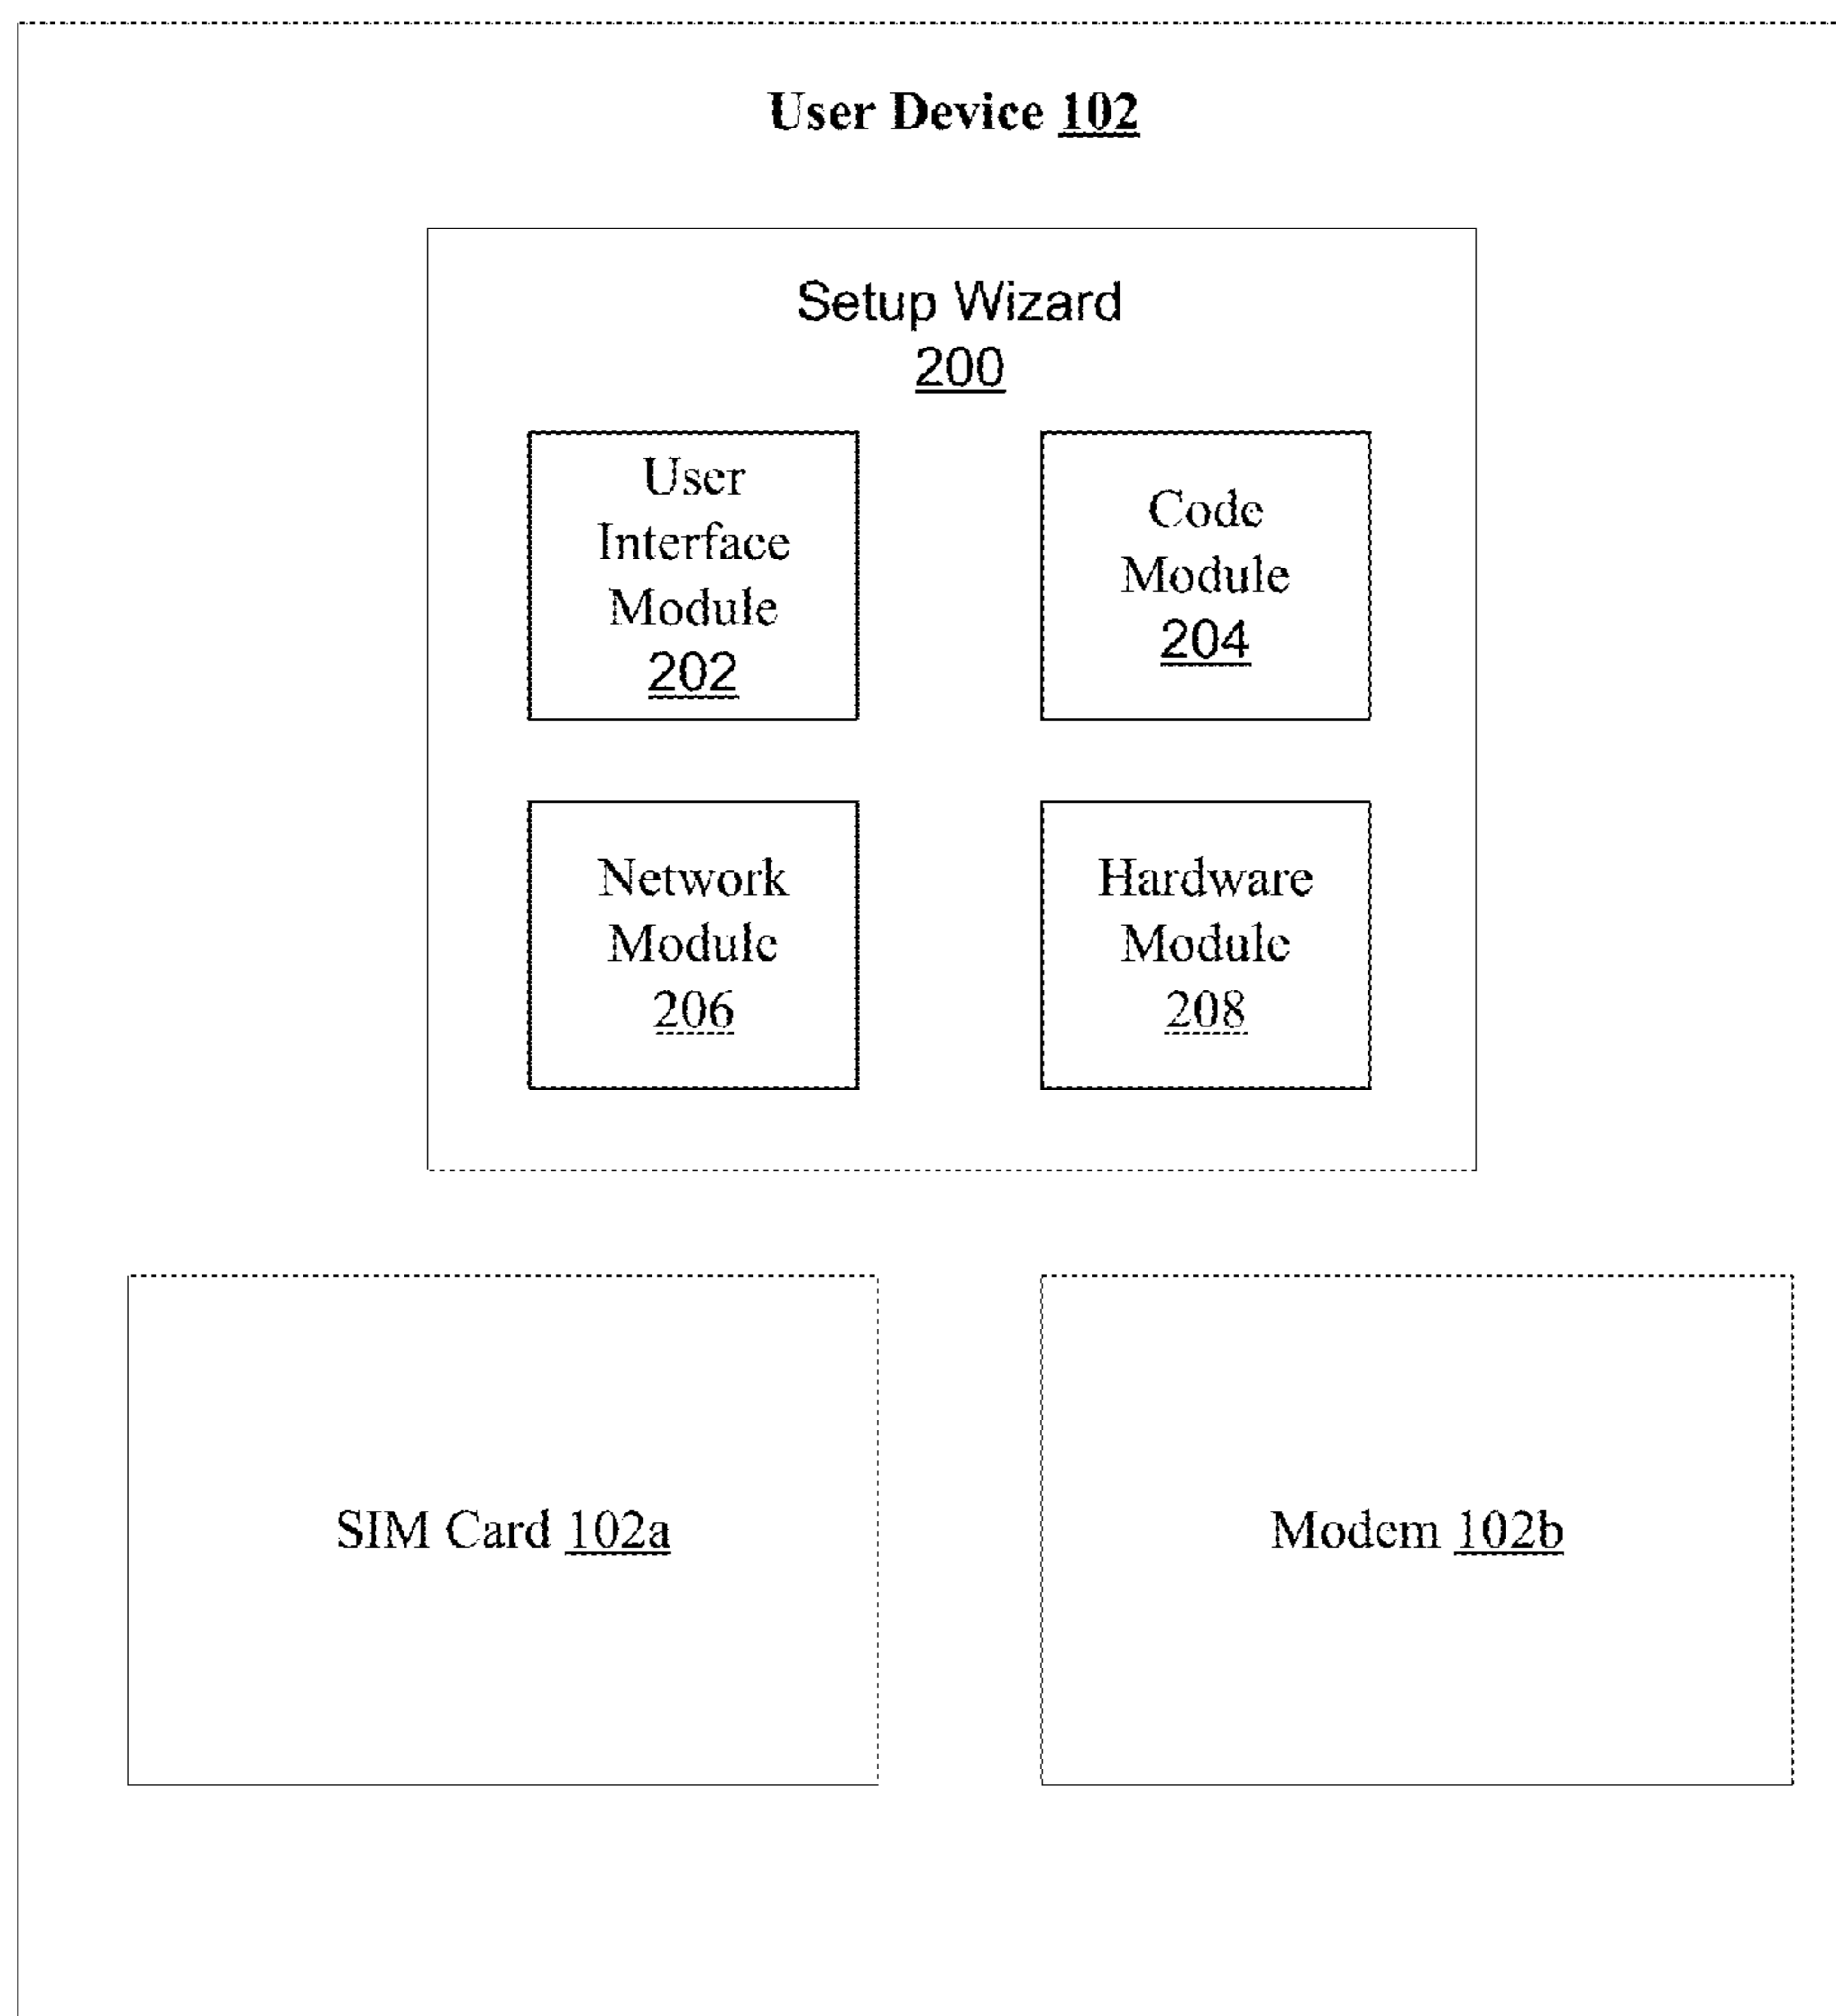 User Device 102
Setup Wizard
200
User
Interface
Module
202
Code
Module
204
Network
Module
206
Hardware
Module
208
SIM Card 102a
Modem 102b